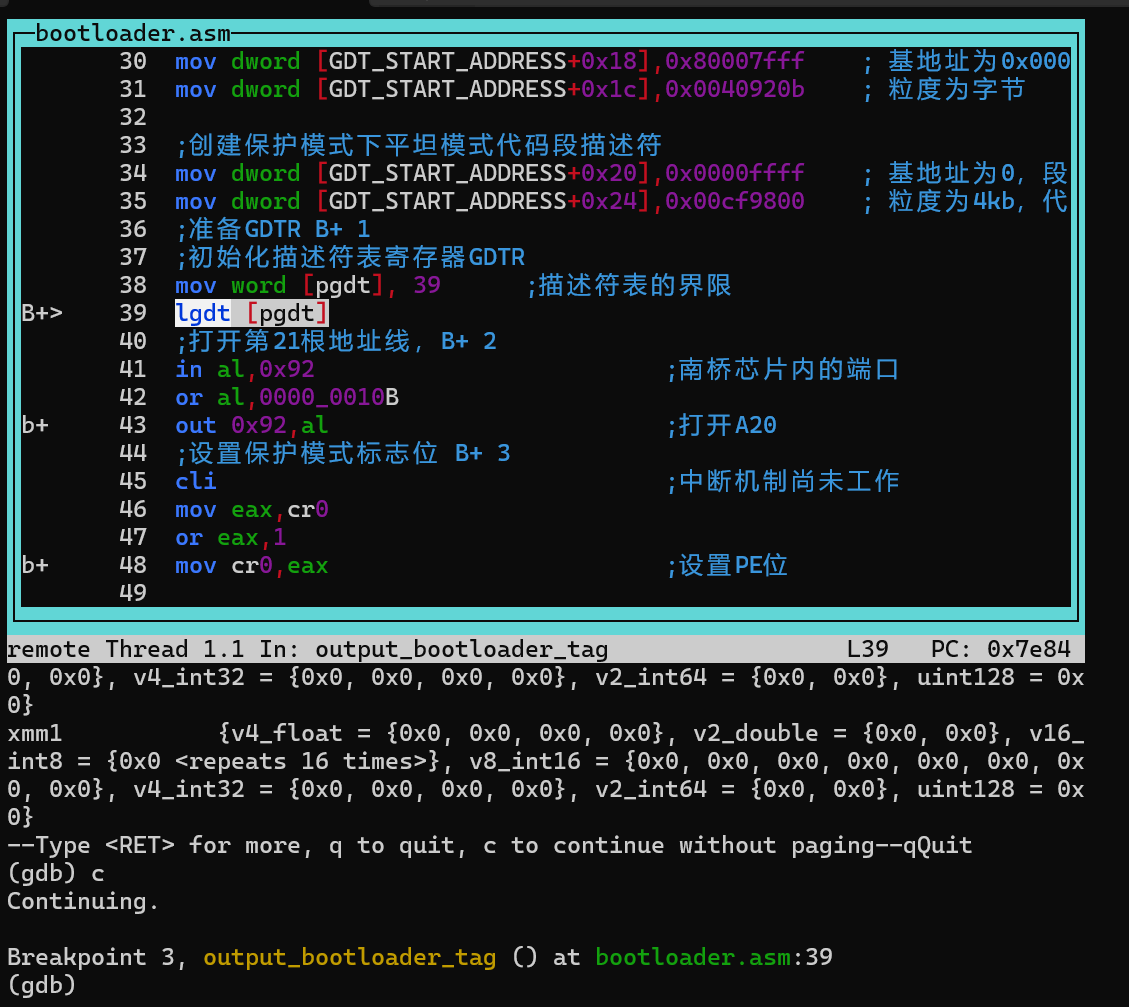 bootloader.asm
30 mov dword [GDT_START_ADDRESS+0x18],0x80007fff ; 基地址为0x000
31 mov dword [GDT_START_ADDRESS+0x1c],0x0040920b ; 粒度为字节
32
33 ;创建保护模式下平坦模式代码段描述符
34 mov dword [GDT_START_ADDRESS+0x20],0x0000ffff ; 基地址为0，段
35 mov dword [GDT_START_ADDRESS+0x24],0x00cf9800 ; 粒度为4kb，代
36 ;准备GDTR B+ 1
37 ;初始化描述符表寄存器GDTR
38 mov word [pgdt], 39 ;描述符表的界限
B+> 39 lgdt [pgdt]
40 ;打开第21根地址线，B+ 2
41 in al,0x92 ;南桥芯片内的端口
42 or al,0000_0010B
b+ 43 out 0x92,al ;打开A20
44 ;设置保护模式标志位 B+ 3
45 cli ;中断机制尚未工作
46 mov eax,cr0
47 or eax,1
b+ 48 mov cr0,eax ;设置PE位
49
remote Thread 1.1 In: output_bootloader_tag L39 PC: 0x7e84
0, 0x0}, v4_int32 = {0x0, 0x0, 0x0, 0x0}, v2_int64 = {0x0, 0x0}, uint128 = 0x
0}
xmm1 {v4_float = {0x0, 0x0, 0x0, 0x0}, v2_double = {0x0, 0x0}, v16_
int8 = {0x0 <repeats 16 times>}, v8_int16 = {0x0, 0x0, 0x0, 0x0, 0x0, 0x0, 0x
0, 0x0}, v4_int32 = {0x0, 0x0, 0x0, 0x0}, v2_int64 = {0x0, 0x0}, uint128 = 0x
0}
--Type <RET> for more, q to quit, c to continue without paging--qQuit
(gdb) c
Continuing.
Breakpoint 3, output_bootloader_tag () at bootloader.asm:39
(gdb)